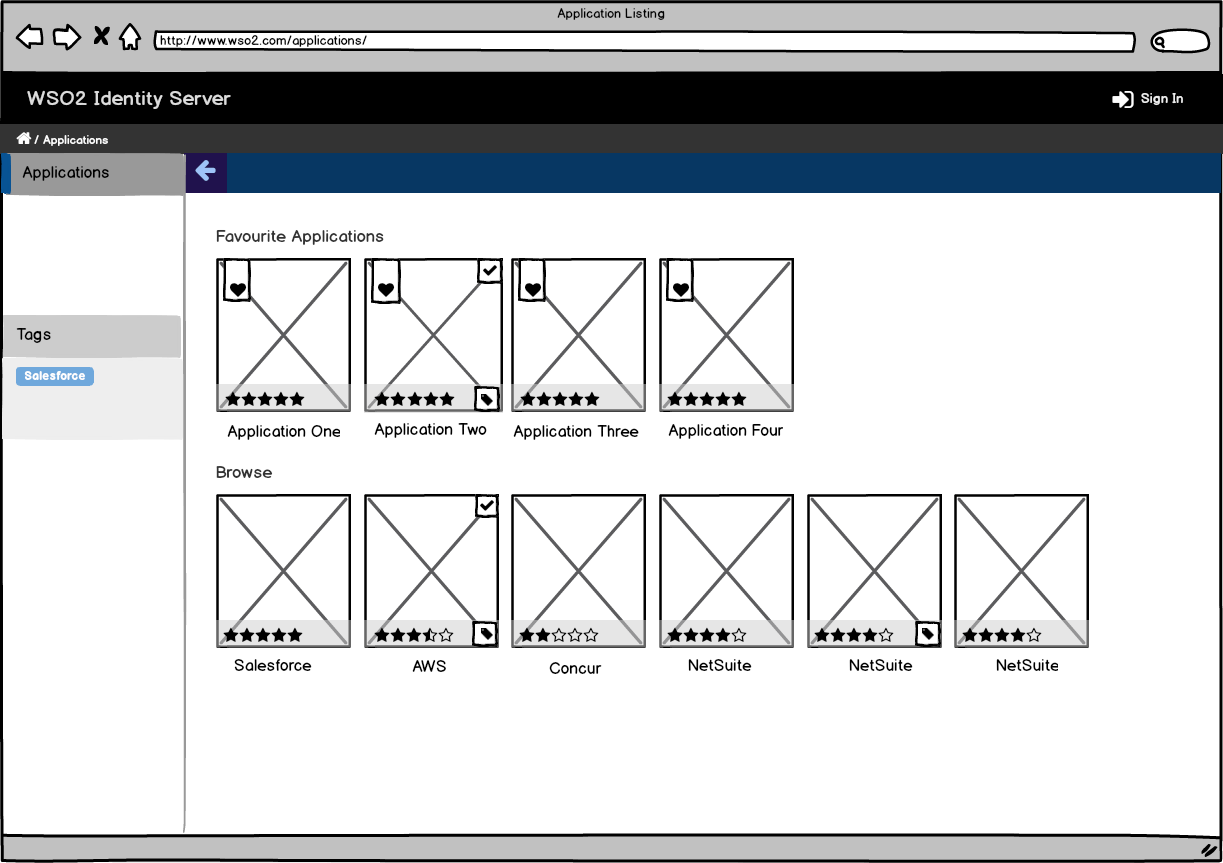 Application Listing
http://www.wso2.com/applications/
WSO2 Identity Server
Sign In
/ Applications
Applications
Tags
Salesforce
Favourite Applications
Application One
Application Two
Application Three
Application Four
Browse
Salesforce
AWS
Concur
NetSuite
NetSuite
NetSuite